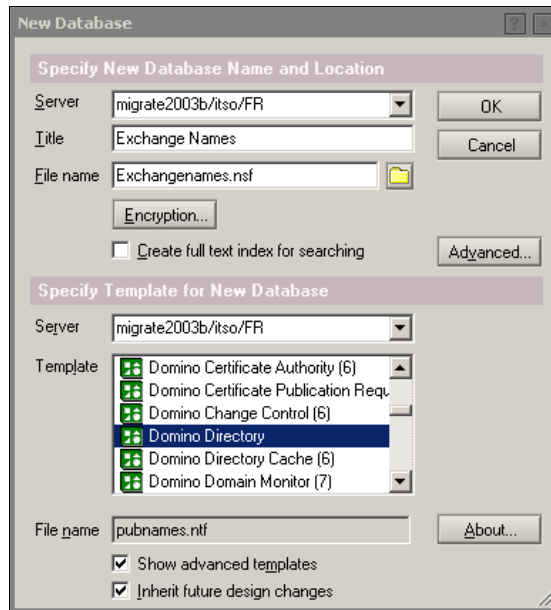 New Database
Specify New Database Name and Location
Server migrate2003b/itso/FR OK
Title Exchange Names Cancel
File name Exchangenames.nsf
Encryption...
Create full text index for searching Advanced...
Specify Template for New Database
Server migrate2003b/itso/FR
Template Domino Certificate Authority (6)
Domino Certificate Publication Requ
Domino Change Control (6)
Domino Directory
Domino Directory Cache (6)
Domino Domain Monitor (7)
File name pubnames.ntf About...
Show advanced templates
Inherit future design changes